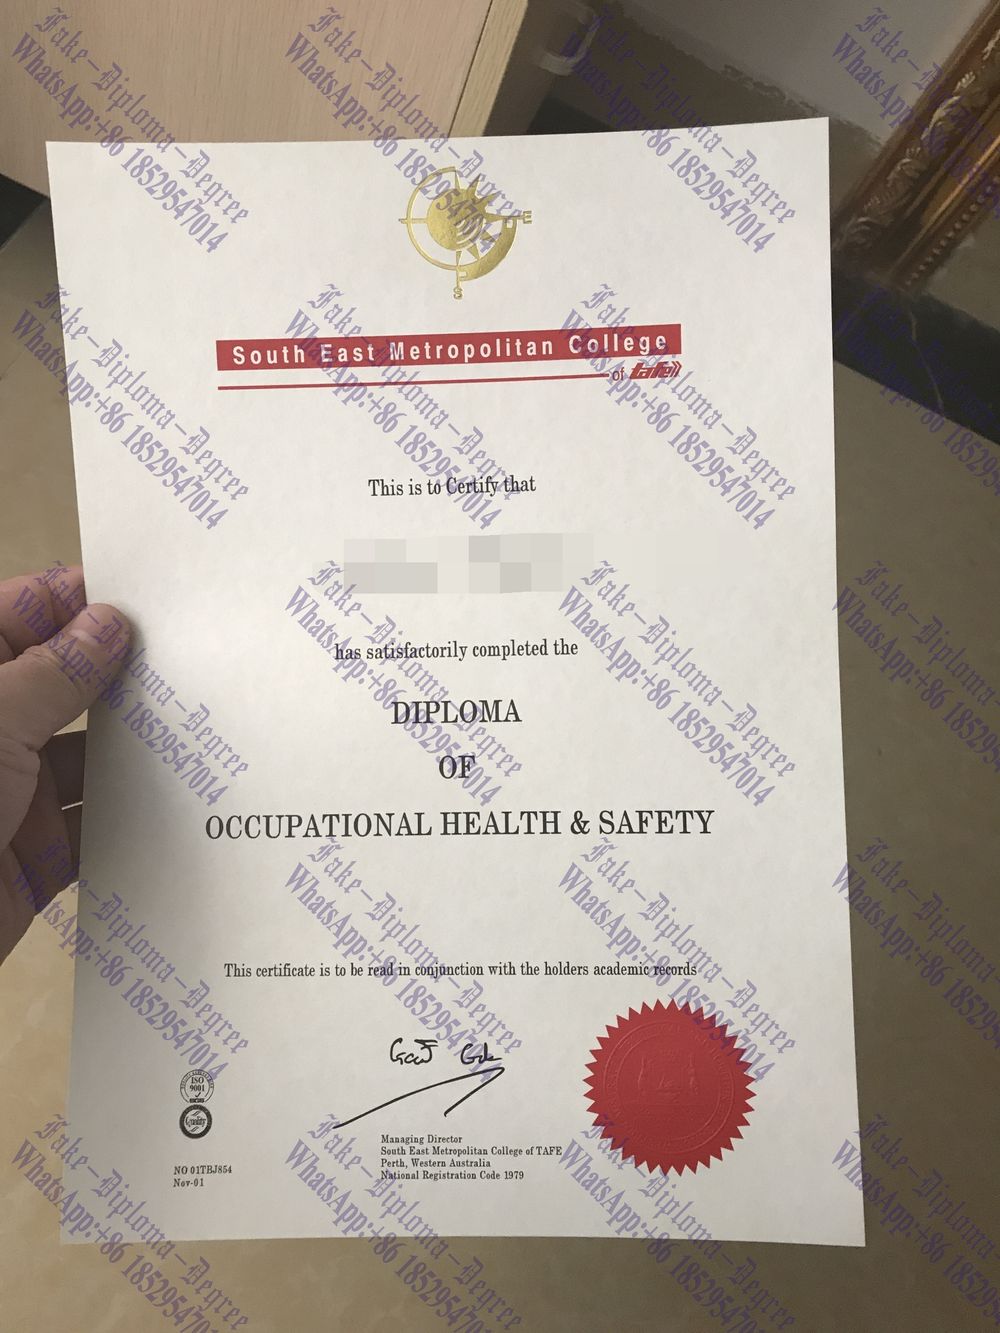 E
S
South East Metropolitan College
of tafe
This is to Certify that
has satisfactorily completed the
DIPLOMA
OF
OCCUPATIONAL HEALTH & SAFETY
This certificate is to be read in conjunction with the holders academic records
ISO
9001
Quality
Managing Director
South East Metropolitan College of TAFE
Perth, Western Australia
National Registration Code 1979
NO 01TBJ854
Nov-01
Fake-Diploma-Degree
WhatsApp:+86 18529547014